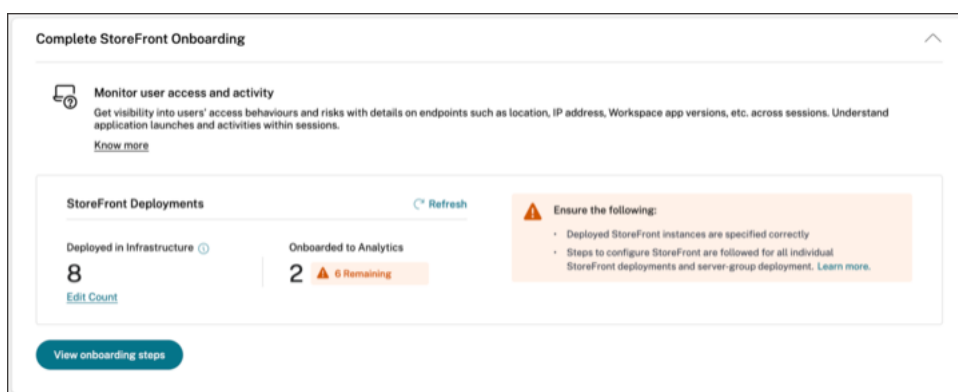 Complete StoreFront Onboarding
Monitor user access and activity
Get visibility into users' access behaviours and risks with details on endpoints such as location, IP address, Workspace app versions, etc. across sessions. Understand
application launches and activities within sessions.
Know more
StoreFront Deployments
Refresh
Deployed in Infrastructure
8
Edit Count
Onboarded to Analytics
2
6 Remaining
Ensure the following:
• Deployed StoreFront instances are specified correctly
• Steps to configure StoreFront are followed for all individual
StoreFront deployments and server-group deployment. Learn more.
View onboarding steps